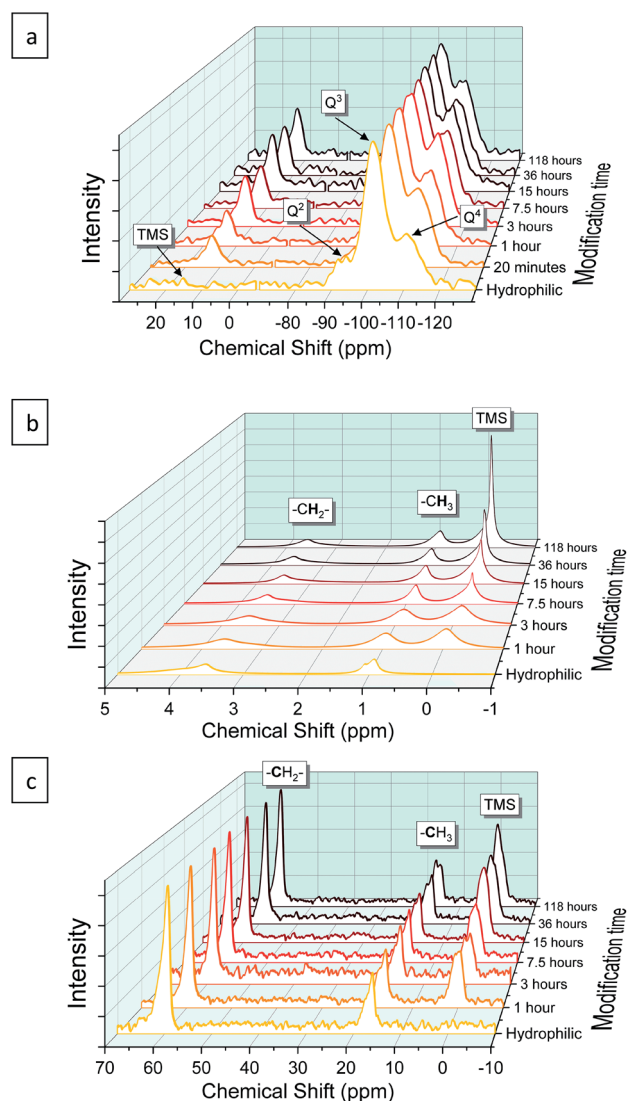 a
Q³
Q²
Q⁴
TMS
Intensity
118 hours
36 hours
15 hours
7.5 hours
3 hours
1 hour
20 minutes
Hydrophilic
Modification time
20 10 0 -80 -90 -100 -110 -120
Chemical Shift (ppm)
b
TMS
-CH₂-
-CH₃
Intensity
118 hours
36 hours
15 hours
7.5 hours
3 hours
1 hour
Hydrophilic
Modification time
5 4 3 2 1 0 -1
Chemical Shift (ppm)
c
-CH₂-
-CH₃
TMS
Intensity
118 hours
36 hours
15 hours
7.5 hours
3 hours
1 hour
Hydrophilic
Modification time
70 60 50 40 30 20 10 0 -10
Chemical Shift (ppm)